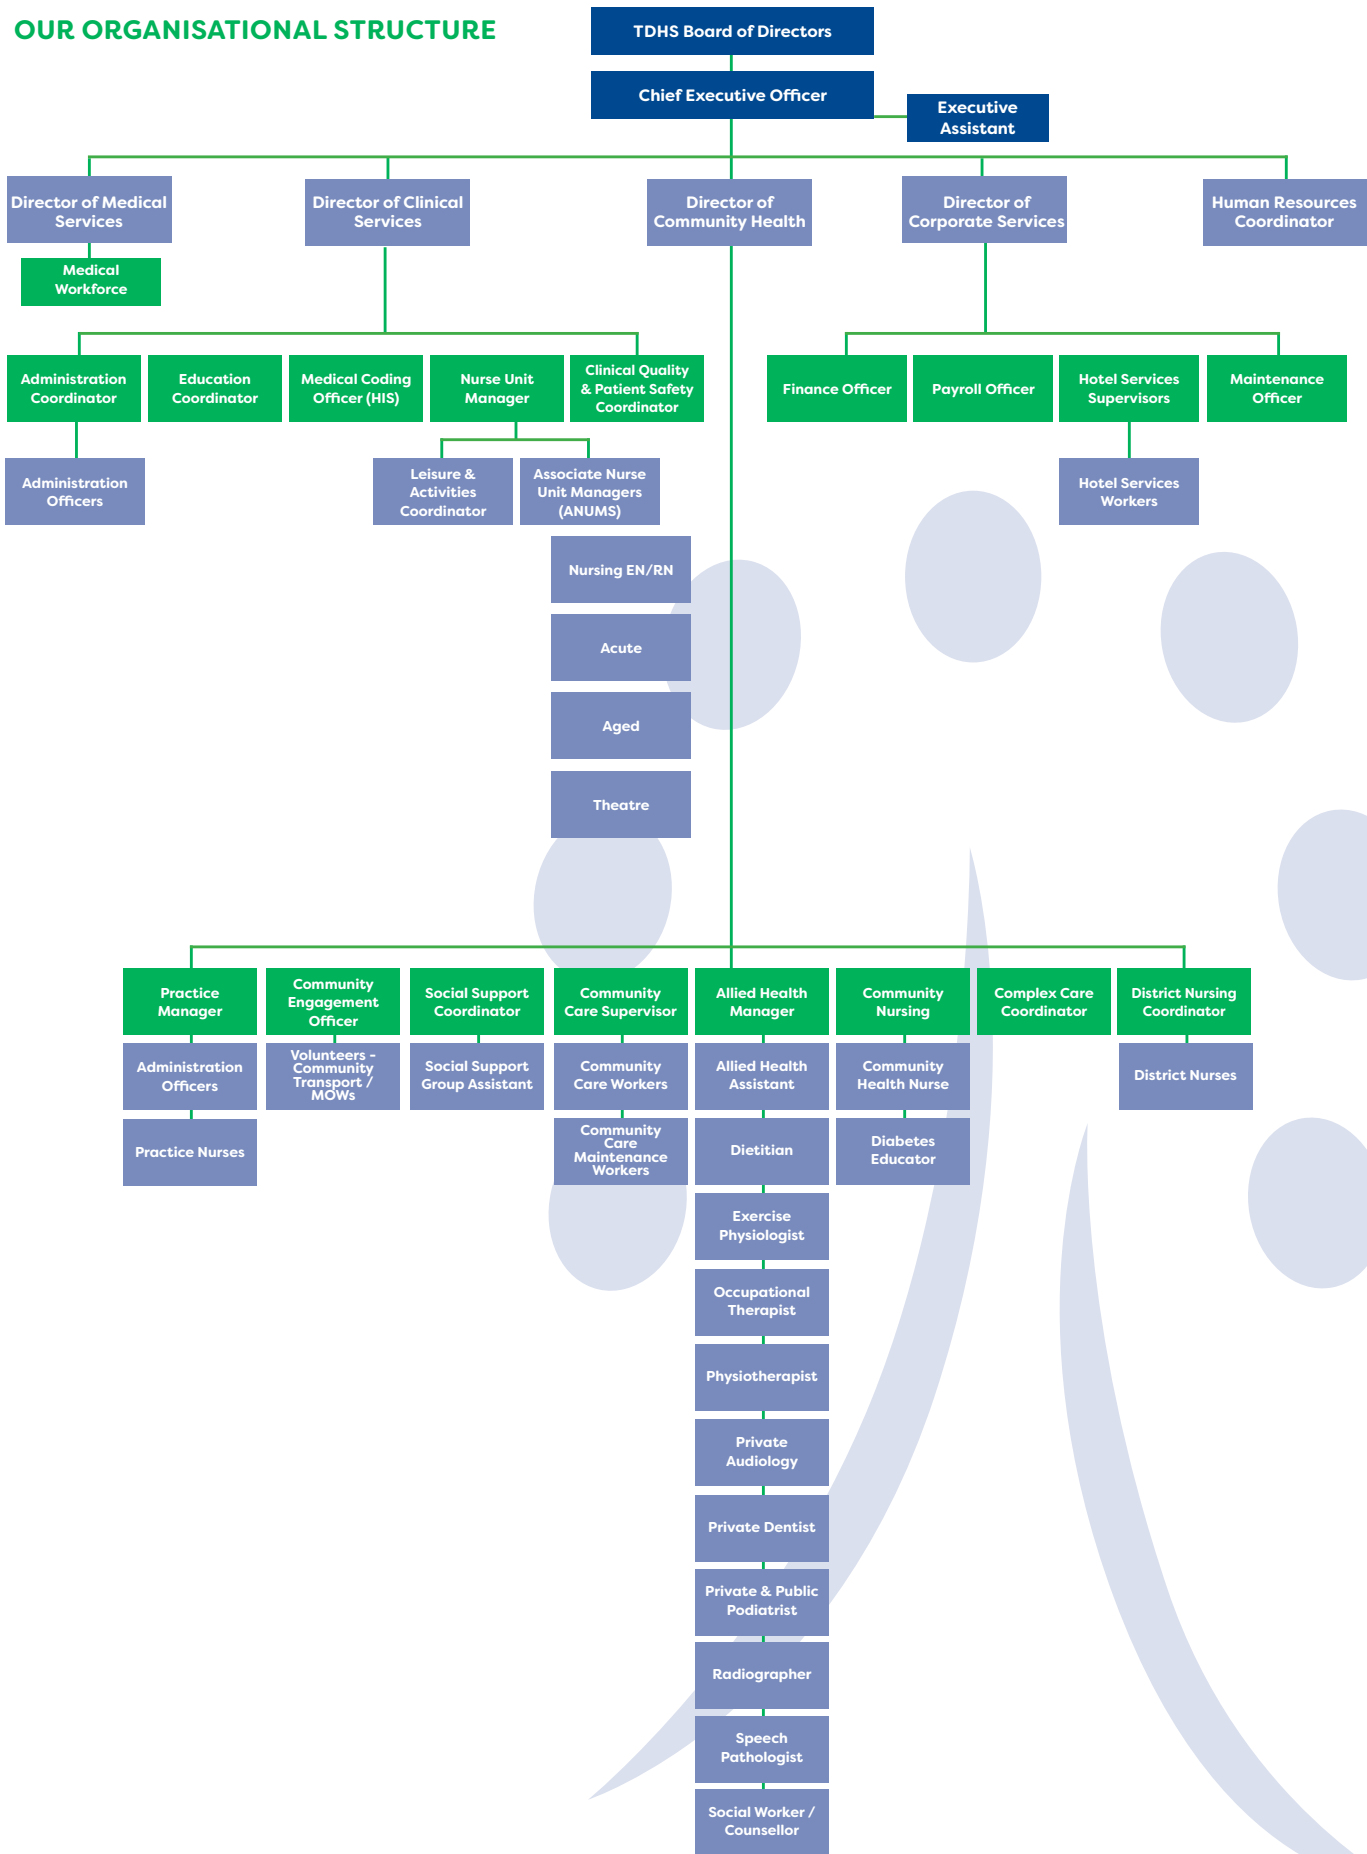 OUR ORGANISATIONAL STRUCTURE
TDHS Board of Directors
Chief Executive Officer
Executive
Assistant
Director of Medical
Services
Director of Clinical
Services
Director of
Community Health
Director of
Corporate Services
Human Resources
Coordinator
Medical
Workforce
Administration
Coordinator
Education
Coordinator
Medical Coding
Officer (HIS)
Nurse Unit
Manager
Clinical Quality
& Patient Safety
Coordinator
Finance Officer
Payroll Officer
Hotel Services
Supervisors
Maintenance
Officer
Administration
Officers
Leisure &
Activities
Coordinator
Associate Nurse
Unit Managers
(ANUMS)
Hotel Services
Workers
Nursing EN/RN
Acute
Aged
Theatre
Practice
Manager
Community
Engagement
Officer
Social Support
Coordinator
Community
Care Supervisor
Allied Health
Manager
Community
Nursing
Complex Care
Coordinator
District Nursing
Coordinator
Administration
Officers
Volunteers -
Community
Transport /
MOWs
Social Support
Group Assistant
Community
Care Workers
Allied Health
Assistant
Community
Health Nurse
District Nurses
Practice Nurses
Community
Care
Maintenance
Workers
Dietitian
Diabetes
Educator
Exercise
Physiologist
Occupational
Therapist
Physiotherapist
Private
Audiology
Private Dentist
Private & Public
Podiatrist
Radiographer
Speech
Pathologist
Social Worker /
Counsellor